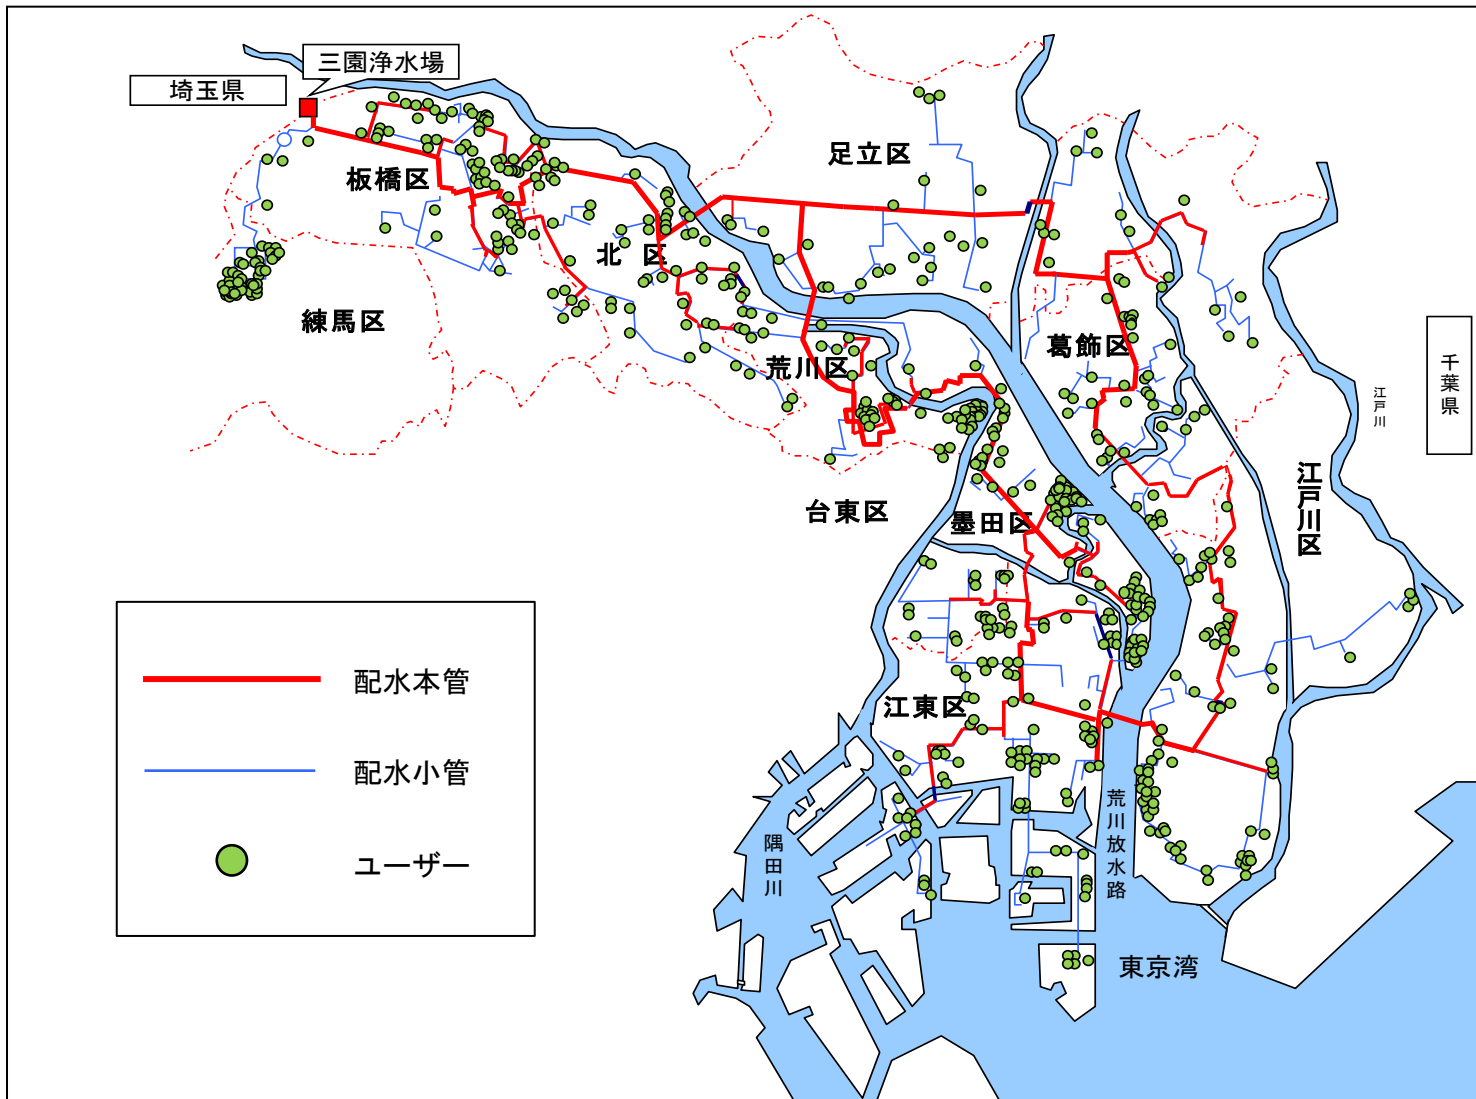 三園浄水場
埼玉県
足立区
板橋区
北 区
練馬区
葛飾区
荒川区
千葉県
江戸川
台東区
墨田区
江戸川区
江東区
配水本管
配水小管
ユーザー
隅田川
荒川放水路
東京湾